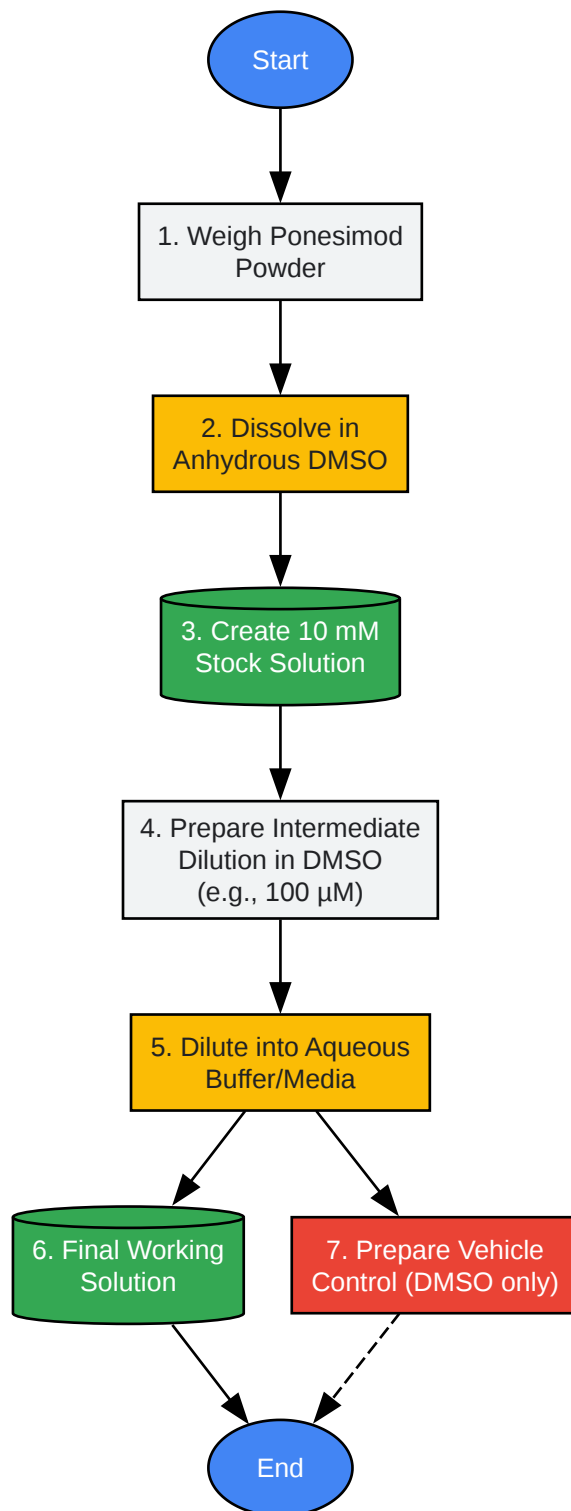 Start
1. Weigh Ponesimod
Powder
2. Dissolve in
Anhydrous DMSO
3. Create 10 mM
Stock Solution
4. Prepare Intermediate
Dilution in DMSO
(e.g., 100 µM)
5. Dilute into Aqueous
Buffer/Media
6. Final Working
Solution
7. Prepare Vehicle
Control (DMSO only)
End